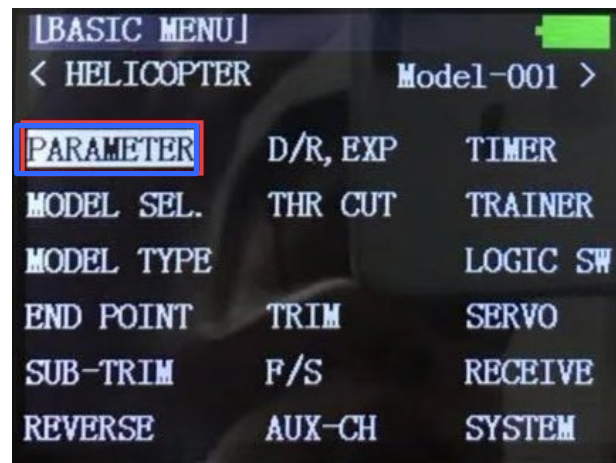 [BASIC MENU]
< HELICOPTER Model-001 >
PARAMETER D/R, EXP TIMER
MODEL SEL. THR CUT TRAINER
MODEL TYPE LOGIC SW
END POINT TRIM SERVO
SUB-TRIM F/S RECEIVE
REVERSE AUX-CH SYSTEM